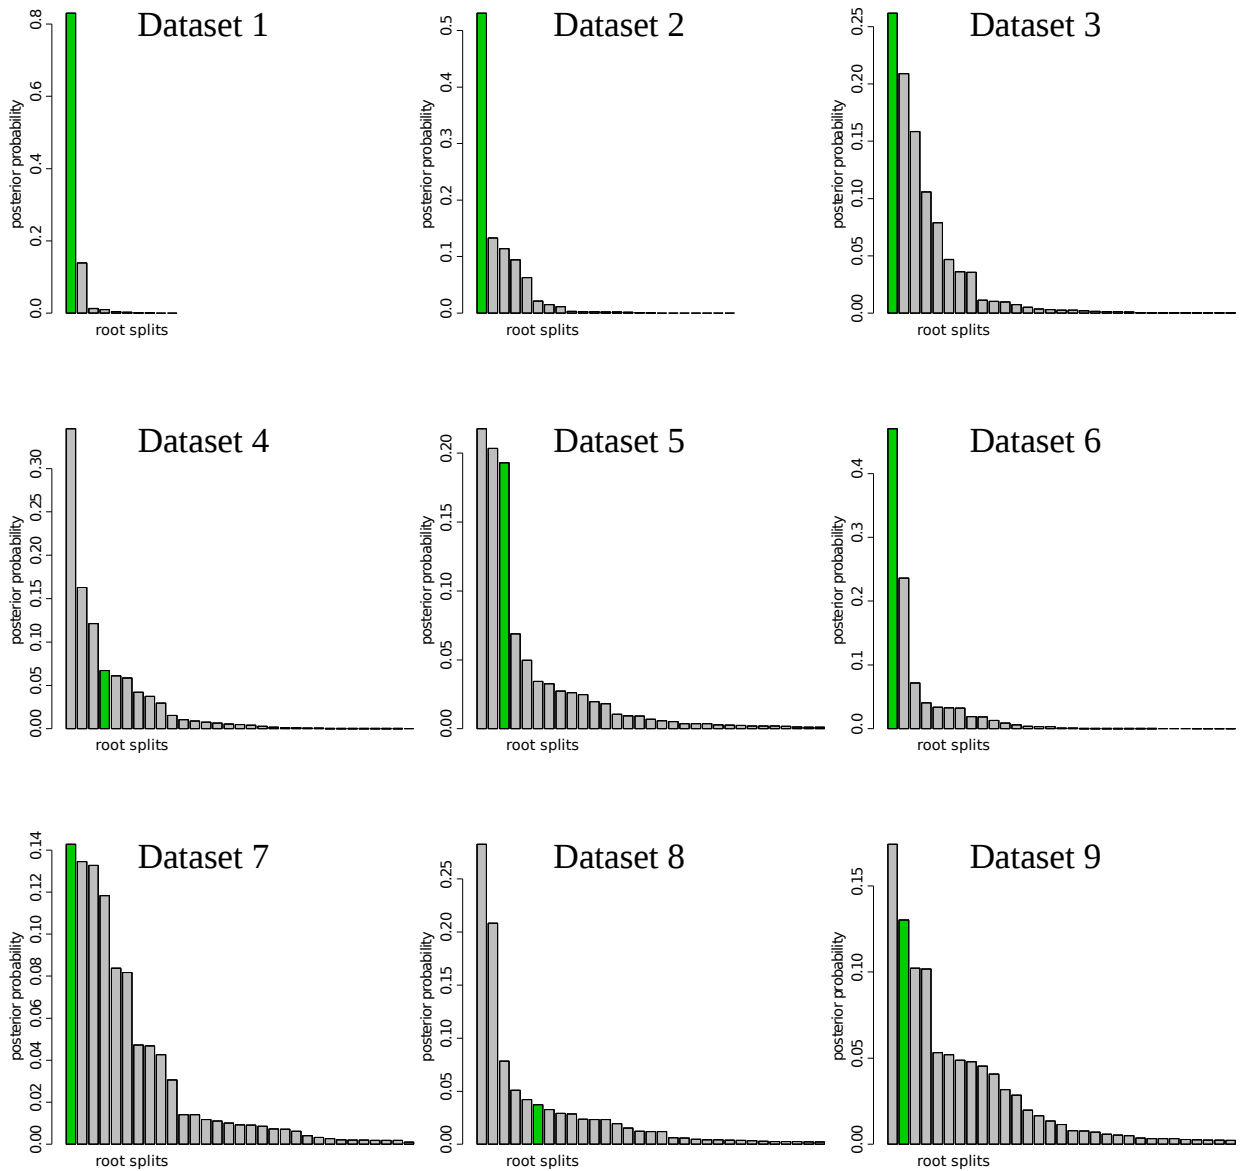 Dataset 1
posterior probability
0.0 0.2 0.4 0.6 0.8
root splits
Dataset 2
posterior probability
0.0 0.1 0.2 0.3 0.4 0.5
root splits
Dataset 3
posterior probability
0.00 0.05 0.10 0.15 0.20 0.25
root splits
Dataset 4
posterior probability
0.00 0.05 0.10 0.15 0.20 0.25 0.30
root splits
Dataset 5
posterior probability
0.00 0.05 0.10 0.15 0.20
root splits
Dataset 6
posterior probability
0.0 0.1 0.2 0.3 0.4
root splits
Dataset 7
posterior probability
0.00 0.02 0.04 0.06 0.08 0.10 0.12 0.14
root splits
Dataset 8
posterior probability
0.00 0.05 0.10 0.15 0.20 0.25
root splits
Dataset 9
posterior probability
0.00 0.05 0.10 0.15
root splits